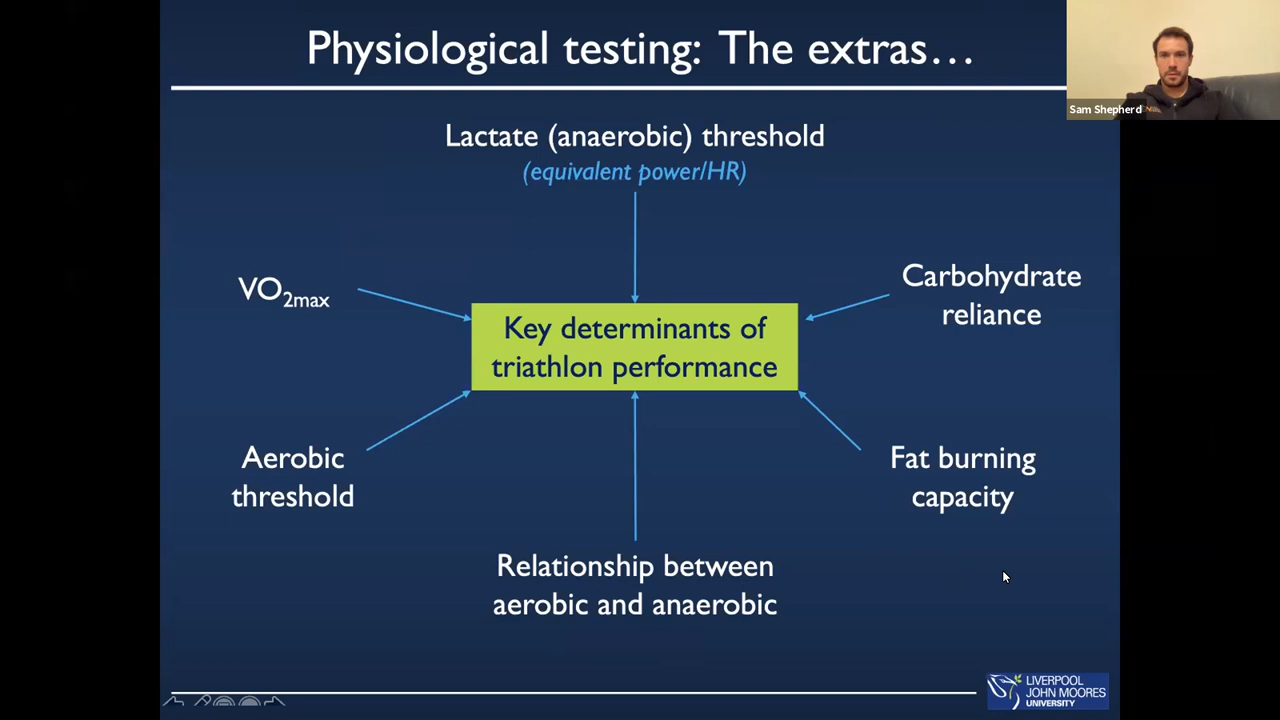 Physiological testing: The extras…
Sam Shepherd
Lactate (anaerobic) threshold
(equivalent power/HR)
VO2max
Carbohydrate
reliance
Key determinants of
triathlon performance
Aerobic
threshold
Fat burning
capacity
Relationship between
aerobic and anaerobic
LIVERPOOL
JOHN MOORES
UNIVERSITY